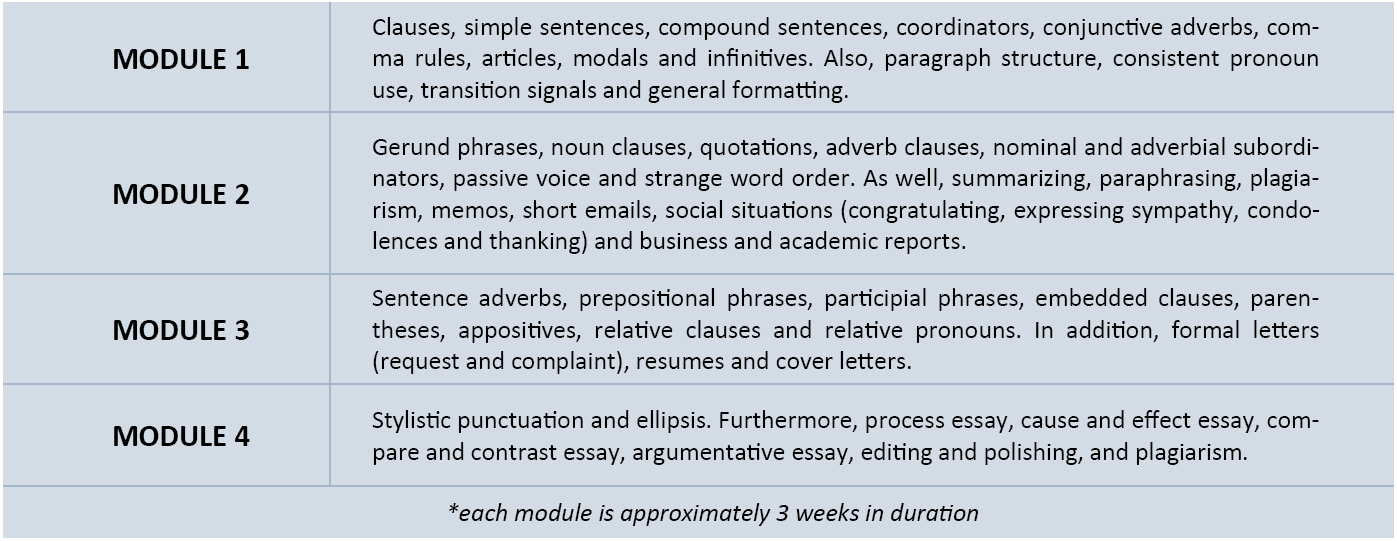 MODULE 1
Clauses, simple sentences, compound sentences, coordinators, conjunctive adverbs, com-
ma rules, articles, modals and infinitives. Also, paragraph structure, consistent pronoun
use, transition signals and general formatting.
MODULE 2
Gerund phrases, noun clauses, quotations, adverb clauses, nominal and adverbial subordi-
nators, passive voice and strange word order. As well, summarizing, paraphrasing, plagia-
rism, memos, short emails, social situations (congratulating, expressing sympathy, condo-
lences and thanking) and business and academic reports.
MODULE 3
Sentence adverbs, prepositional phrases, participial phrases, embedded clauses, paren-
theses, appositives, relative clauses and relative pronouns. In addition, formal letters
(request and complaint), resumes and cover letters.
MODULE 4
Stylistic punctuation and ellipsis. Furthermore, process essay, cause and effect essay, com-
pare and contrast essay, argumentative essay, editing and polishing, and plagiarism.
*each module is approximately 3 weeks in duration